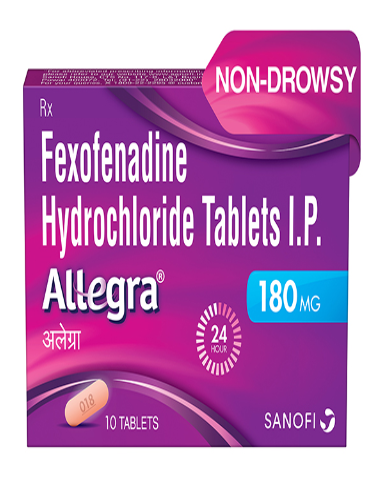 NON-DROWSY
Rx
Fexofenadine
Hydrochloride Tablets I.P.
Allegra®
180 MG
अलेग्रा
24
HOUR
018
10 TABLETS
SANOFI